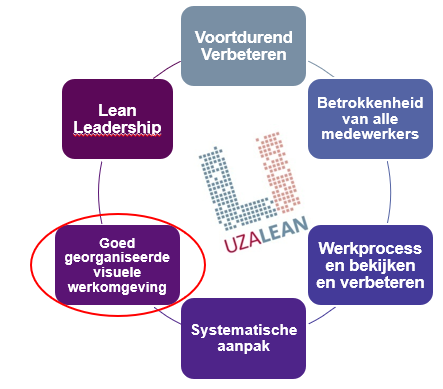 Voortdurend
Verbeteren
Betrokkenheid
van alle
medewerkers
Werkprocess
en bekijken
en verbeteren
Systematische
aanpak
Goed
georganiseerde
visuele
werkomgeving
Lean
Leadership
UZALEAN